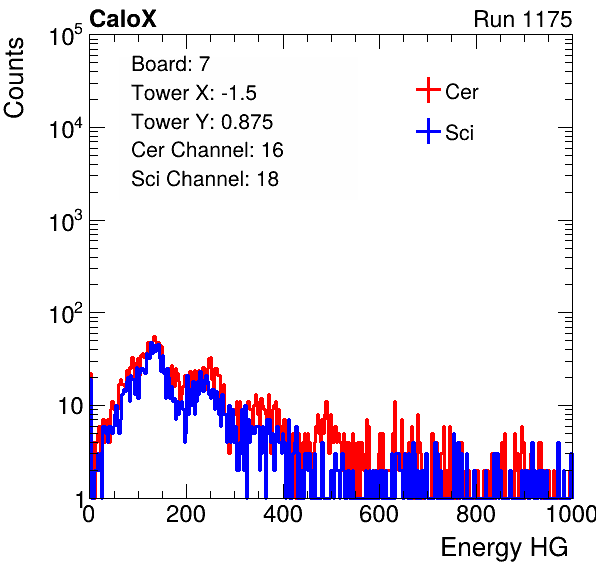 CaloX Run 1175
Counts
10^5
10^4
10^3
10^2
10
1
Board: 7
Tower X: -1.5
Tower Y: 0.875
Cer Channel: 16
Sci Channel: 18
Cer
Sci
0 200 400 600 800 1000
Energy HG